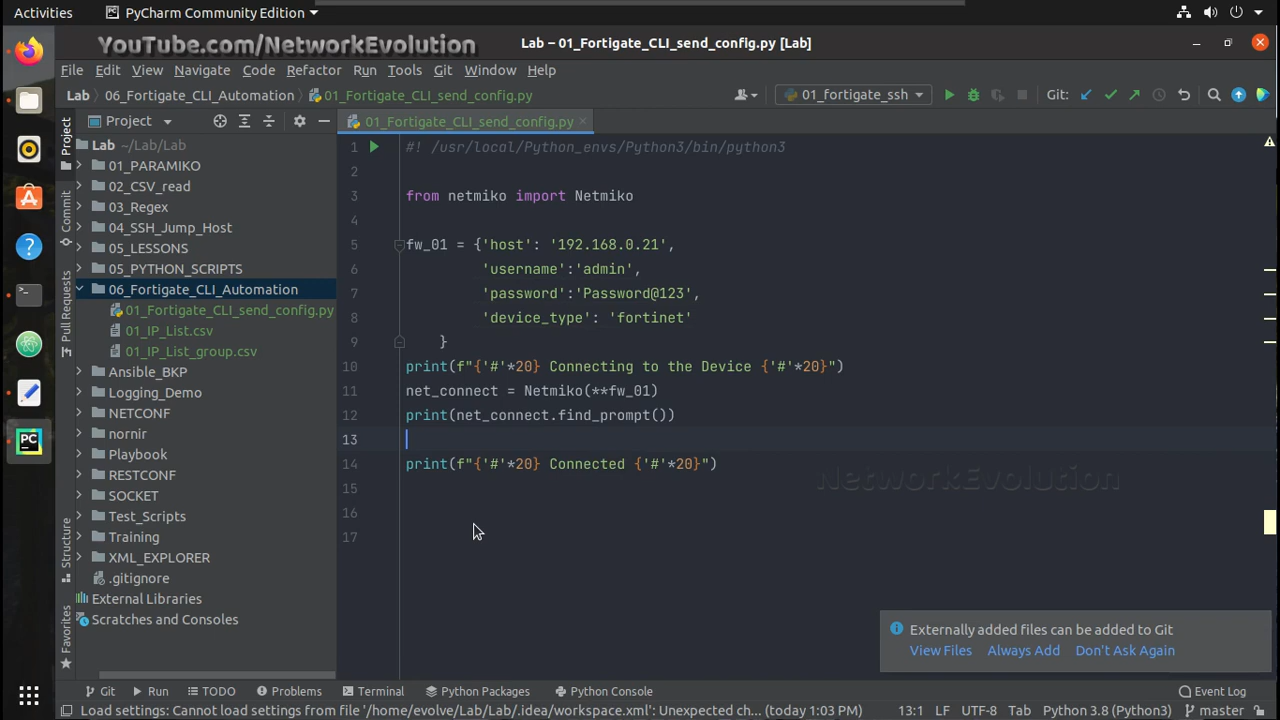 Activities
PyCharm Community Edition
YouTube.com/NetworkEvolution
Lab – 01_Fortigate_CLI_send_config.py [Lab]
File Edit View Navigate Code Refactor Run Tools Git Window Help
Lab 06_Fortigate_CLI_Automation 01_Fortigate_CLI_send_config.py 01_fortigate_ssh Git:
Project 01_Fortigate_CLI_send_config.py
Project
Commit
Pull Requests
Structure
Favorites
Lab ~/Lab/Lab
01_PARAMIKO
02_CSV_read
03_Regex
04_SSH_Jump_Host
05_LESSONS
05_PYTHON_SCRIPTS
06_Fortigate_CLI_Automation
01_Fortigate_CLI_send_config.py
01_IP_List.csv
01_IP_List_group.csv
Ansible_BKP
Logging_Demo
NETCONF
nornir
Playbook
RESTCONF
SOCKET
Test_Scripts
Training
XML_EXPLORER
.gitignore
External Libraries
Scratches and Consoles
1 #! /usr/local/Python_envs/Python3/bin/python3
2
3 from netmiko import Netmiko
4
5 fw_01 = {'host': '192.168.0.21',
6 'username':'admin',
7 'password':'Password@123',
8 'device_type': 'fortinet'
9 }
10 print(f"{'#'*20} Connecting to the Device {'#'*20}")
11 net_connect = Netmiko(**fw_01)
12 print(net_connect.find_prompt())
13
14 print(f"{'#'*20} Connected {'#'*20}")
15
16
17
NetworkEvolution
Externally added files can be added to Git
View Files Always Add Don't Ask Again
Git Run TODO Problems Terminal Python Packages Python Console Event Log
Load settings: Cannot load settings from file '/home/evolve/Lab/Lab/.idea/workspace.xml': Unexpected ch... (today 1:03 PM) 13:1 LF UTF-8 Tab Python 3.8 (Python3) master